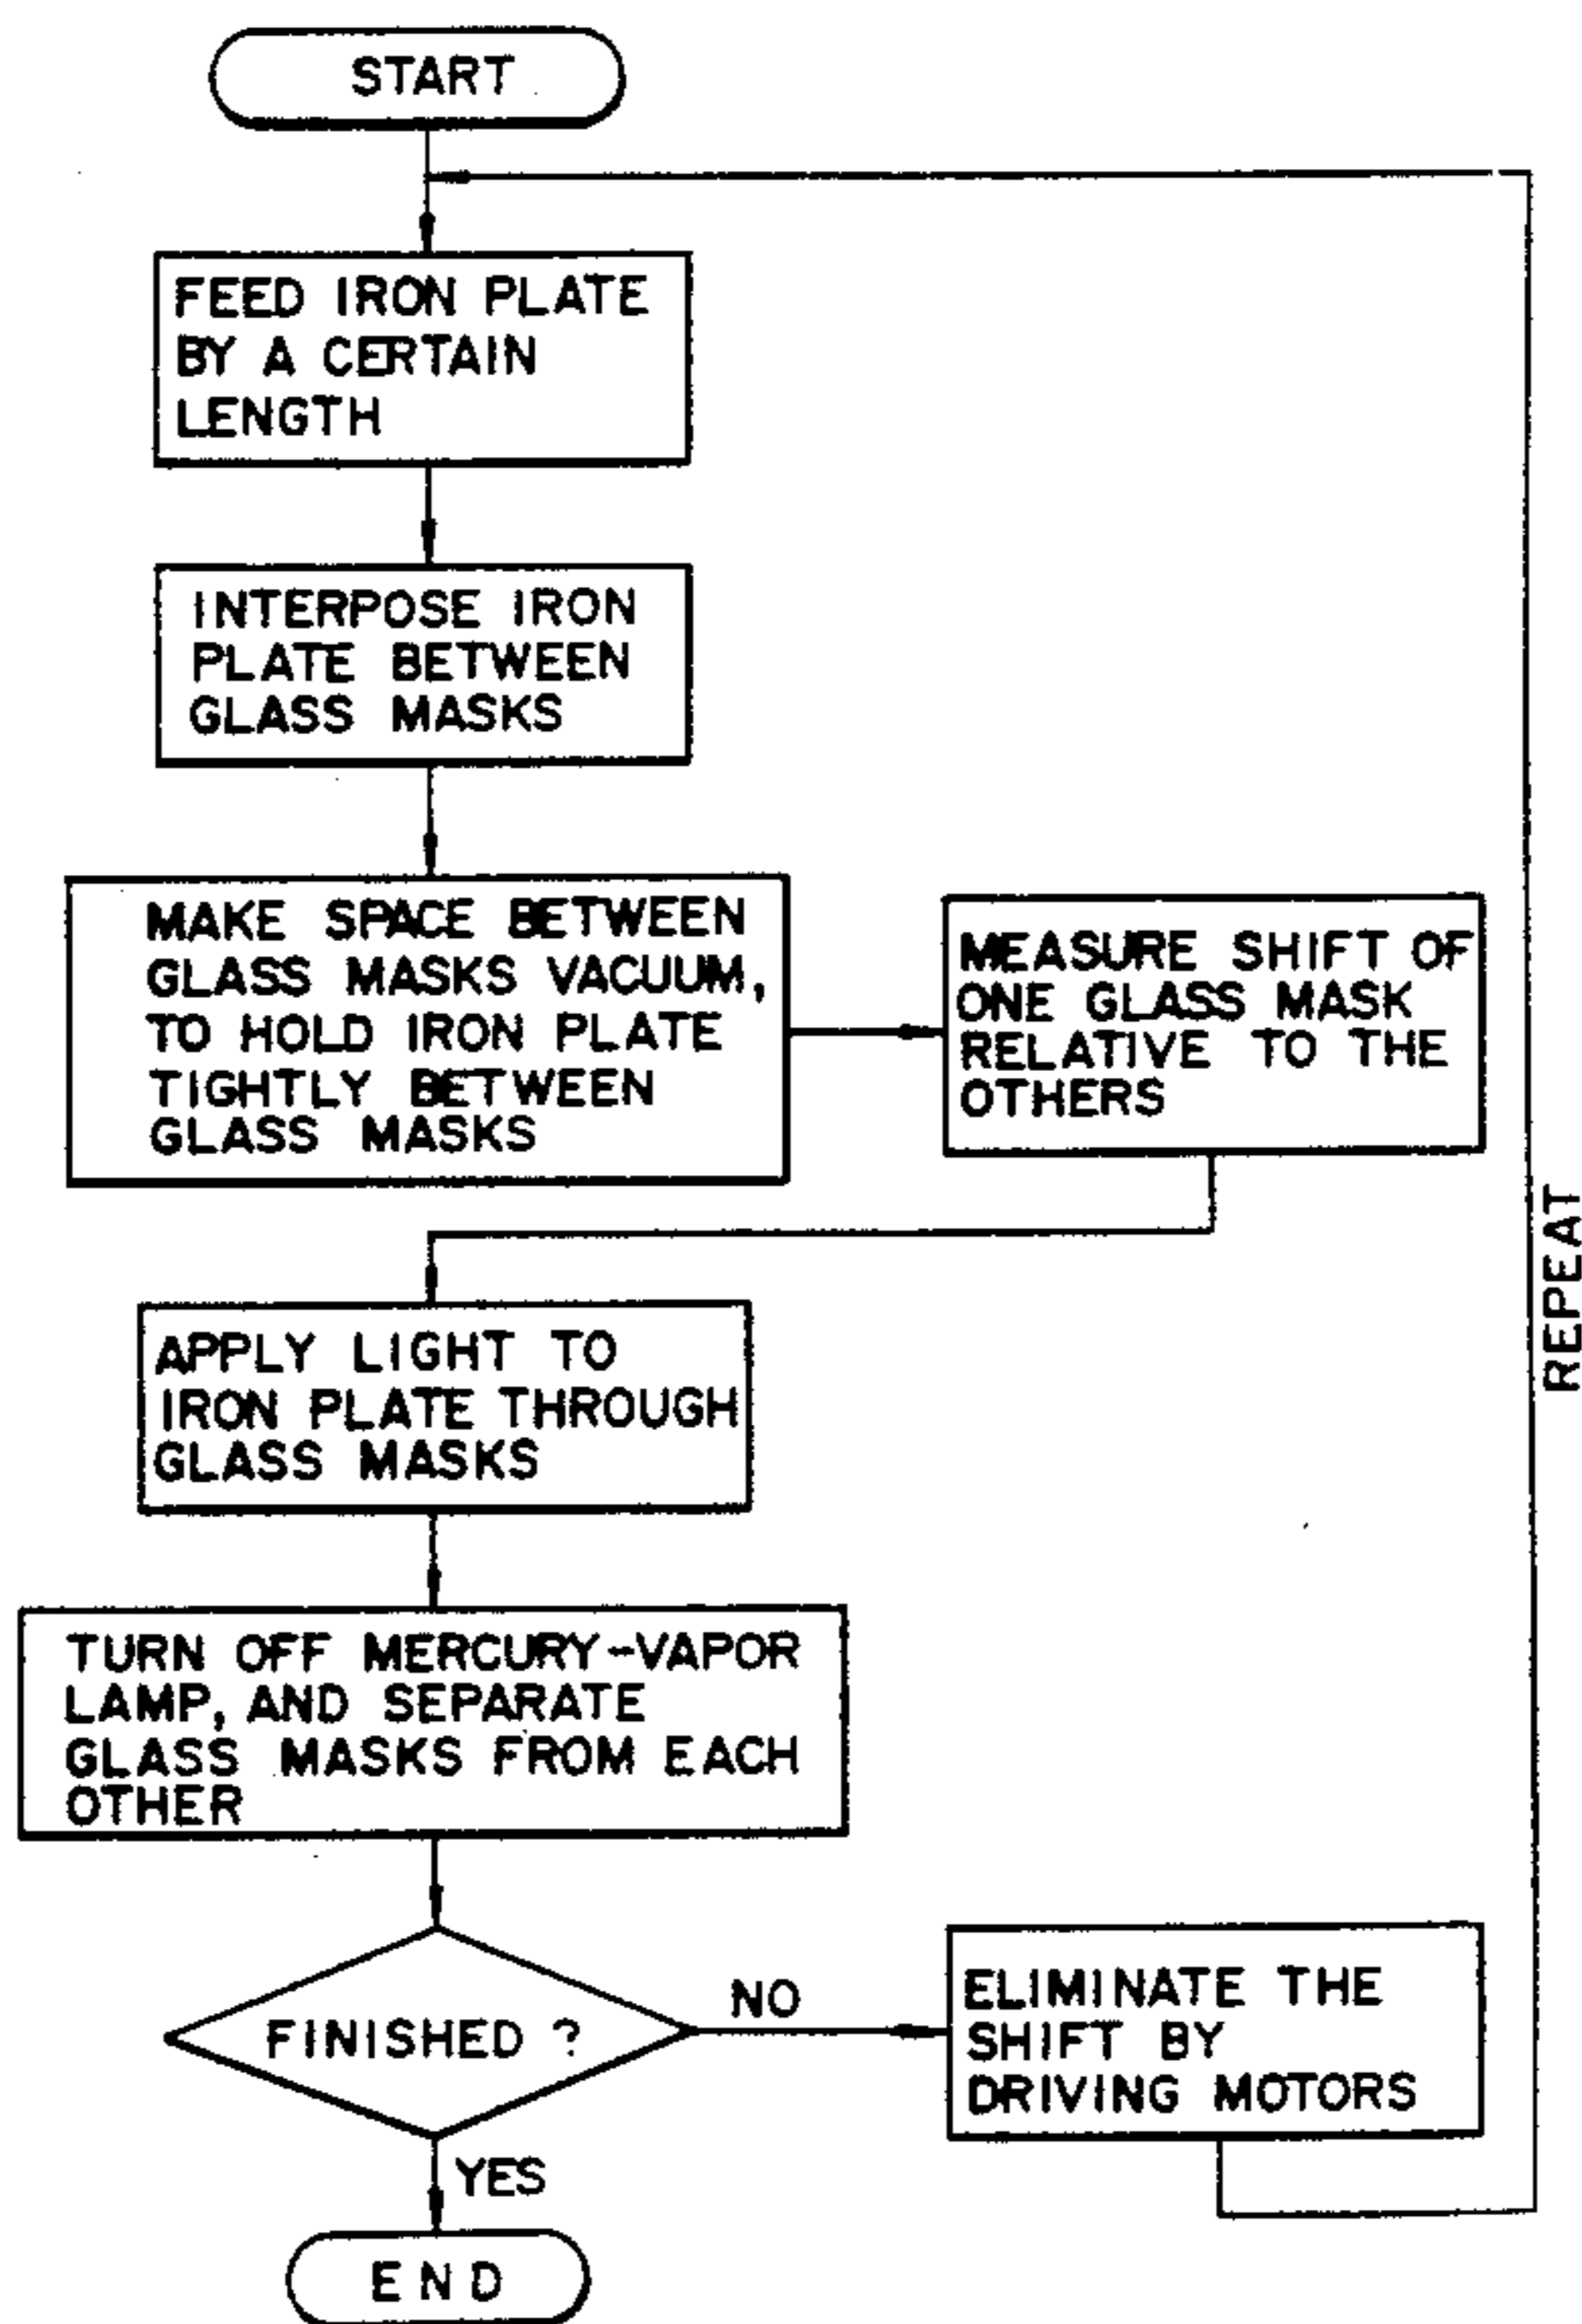 START
FEED IRON PLATE
BY A CERTAIN
LENGTH
INTERPOSE IRON
PLATE BETWEEN
GLASS MASKS
MAKE SPACE BETWEEN
GLASS MASKS VACUUM,
TO HOLD IRON PLATE
TIGHTLY BETWEEN
GLASS MASKS
MEASURE SHIFT OF
ONE GLASS MASK
RELATIVE TO THE
OTHERS
APPLY LIGHT TO
IRON PLATE THROUGH
GLASS MASKS
TURN OFF MERCURY-VAPOR
LAMP, AND SEPARATE
GLASS MASKS FROM EACH
OTHER
FINISHED ?
NO
ELIMINATE THE
SHIFT BY
DRIVING MOTORS
REPEAT
YES
END